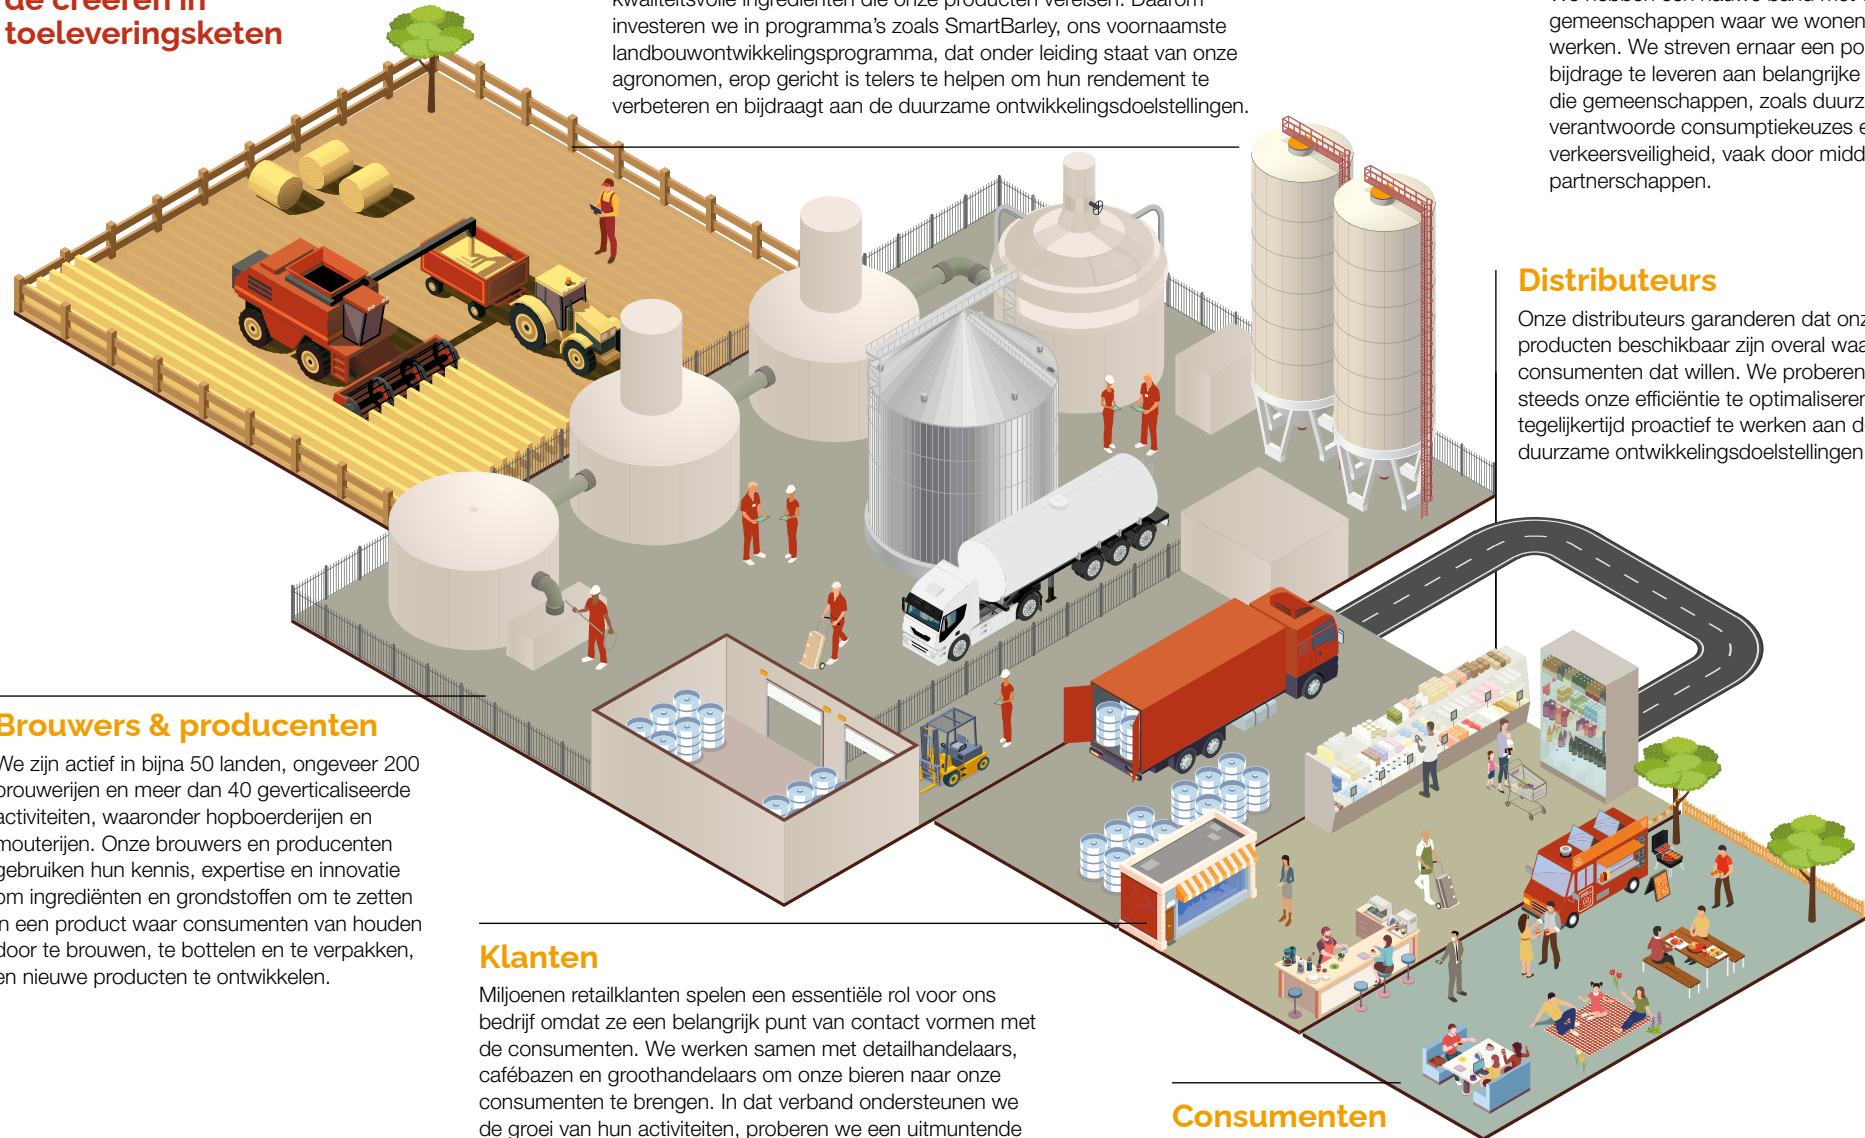 de creëren in
toeleveringsketen
kwaliteitsvolle ingrediënten die onze producten vereisen. Daarom
investeren we in programma's zoals SmartBarley, ons voornaamste
landbouwontwikkelingsprogramma, dat onder leiding staat van onze
agronomen, erop gericht is telers te helpen om hun rendement te
verbeteren en bijdraagt aan de duurzame ontwikkelingsdoelstellingen.
gemeenschappen waar we wonen
werken. We streven ernaar een
bijdrage te leveren aan belangrijke
die gemeenschappen, zoals
verantwoorde consumptiekeuzes
verkeersveiligheid, vaak door
partnerschappen.
Distributeurs
Onze distributeurs garanderen dat
producten beschikbaar zijn overal
consumenten dat willen. We proberen
steeds onze efficiëntie te optimaliseren
tegelijkertijd proactief te werken aan
duurzame ontwikkelingsdoelstellingen
Brouwers & producenten
We zijn actief in bijna 50 landen, ongeveer 200
brouwerijen en meer dan 40 geverticaliseerde
activiteiten, waaronder hopboerderijen en
mouterijen. Onze brouwers en producenten
gebruiken hun kennis, expertise en innovatie
om ingrediënten en grondstoffen om te zetten
in een product waar consumenten van houden
door te brouwen, te bottelen en te verpakken,
en nieuwe producten te ontwikkelen.
Klanten
Miljoenen retailklanten spelen een essentiële rol voor ons
bedrijf omdat ze een belangrijk punt van contact vormen met
de consumenten. We werken samen met detailhandelaars,
cafébazen en groothandelaars om onze bieren naar onze
consumenten te brengen. In dat verband ondersteunen we
de groei van hun activiteiten, proberen we een uitmuntende
Consumenten